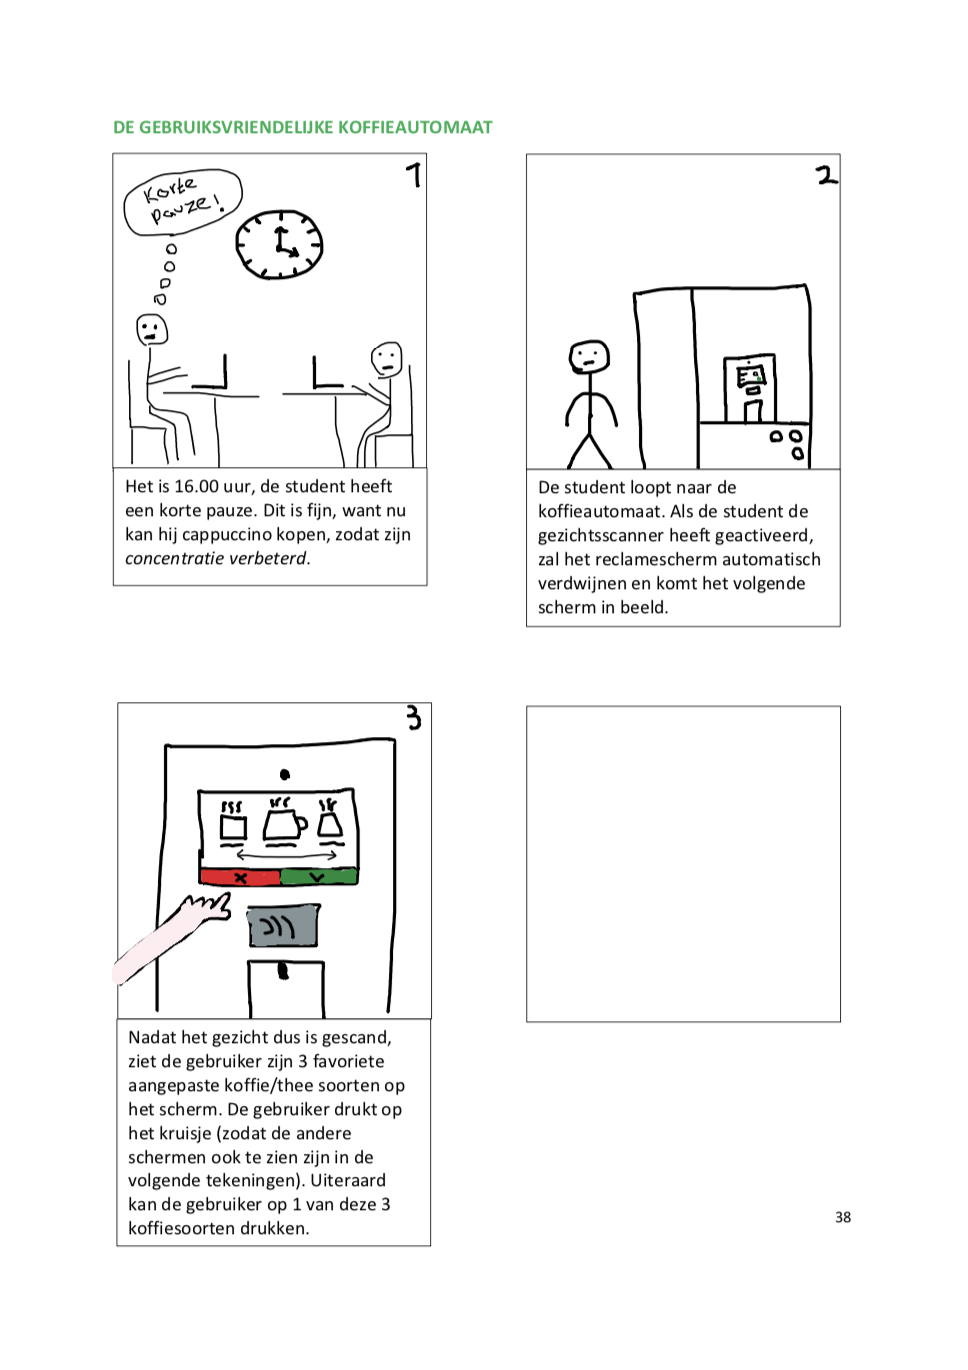 DE GEBRUIKSVRIENDELIJKE KOFFIEAUTOMAAT
1
Korte
pauze!
Het is 16.00 uur, de student heeft
een korte pauze. Dit is fijn, want nu
kan hij cappuccino kopen, zodat zijn
concentratie verbeterd.
2
De student loopt naar de
koffieautomaat. Als de student de
gezichtsscanner heeft geactiveerd,
zal het reclamescherm automatisch
verdwijnen en komt het volgende
scherm in beeld.
3
Nadat het gezicht dus is gescand,
ziet de gebruiker zijn 3 favoriete
aangepaste koffie/thee soorten op
het scherm. De gebruiker drukt op
het kruisje (zodat de andere
schermen ook te zien zijn in de
volgende tekeningen). Uiteraard
kan de gebruiker op 1 van deze 3
koffiesoorten drukken.
38